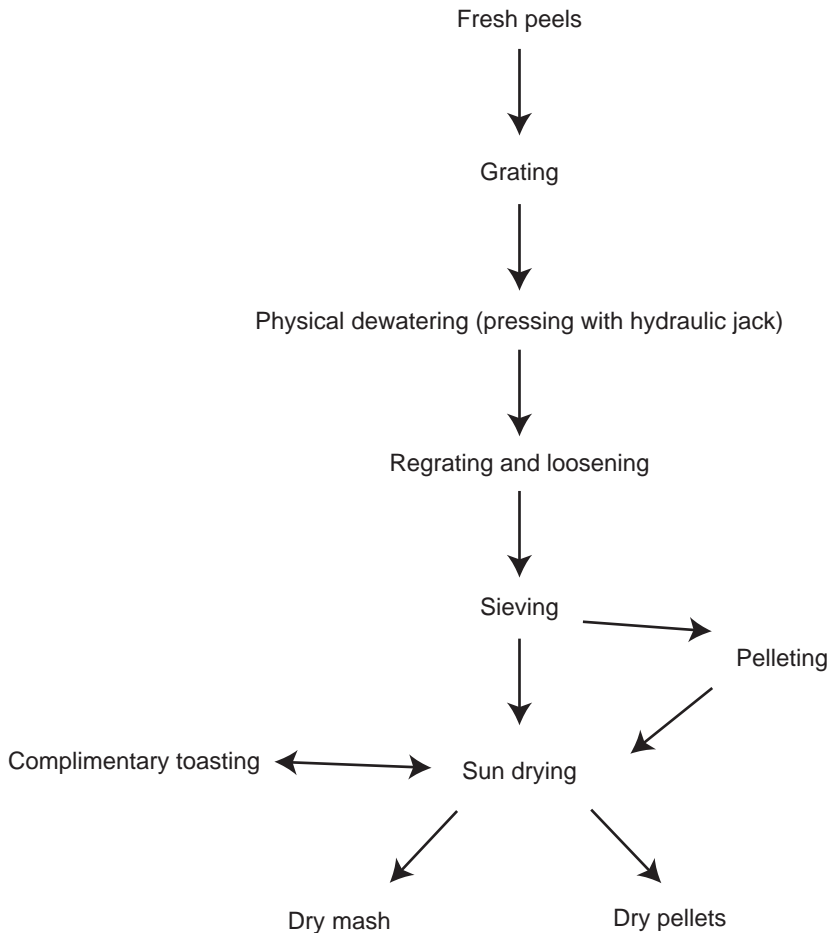 Fresh peels
Grating
Physical dewatering (pressing with hydraulic jack)
Regrating and loosening
Sieving
Pelleting
Complimentary toasting
Sun drying
Dry mash
Dry pellets